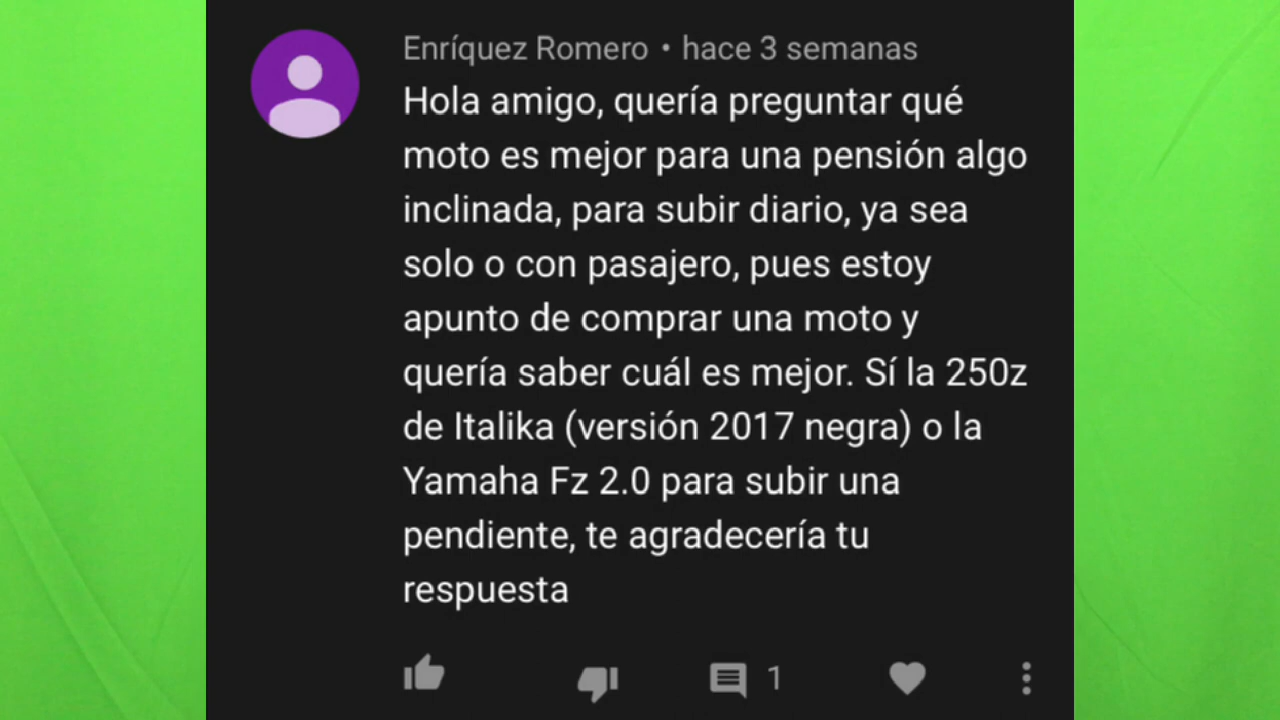 Enríquez Romero • hace 3 semanas
Hola amigo, quería preguntar qué
moto es mejor para una pensión algo
inclinada, para subir diario, ya sea
solo o con pasajero, pues estoy
apunto de comprar una moto y
quería saber cuál es mejor. Sí la 250z
de Italika (versión 2017 negra) o la
Yamaha Fz 2.0 para subir una
pendiente, te agradecería tu
respuesta
1